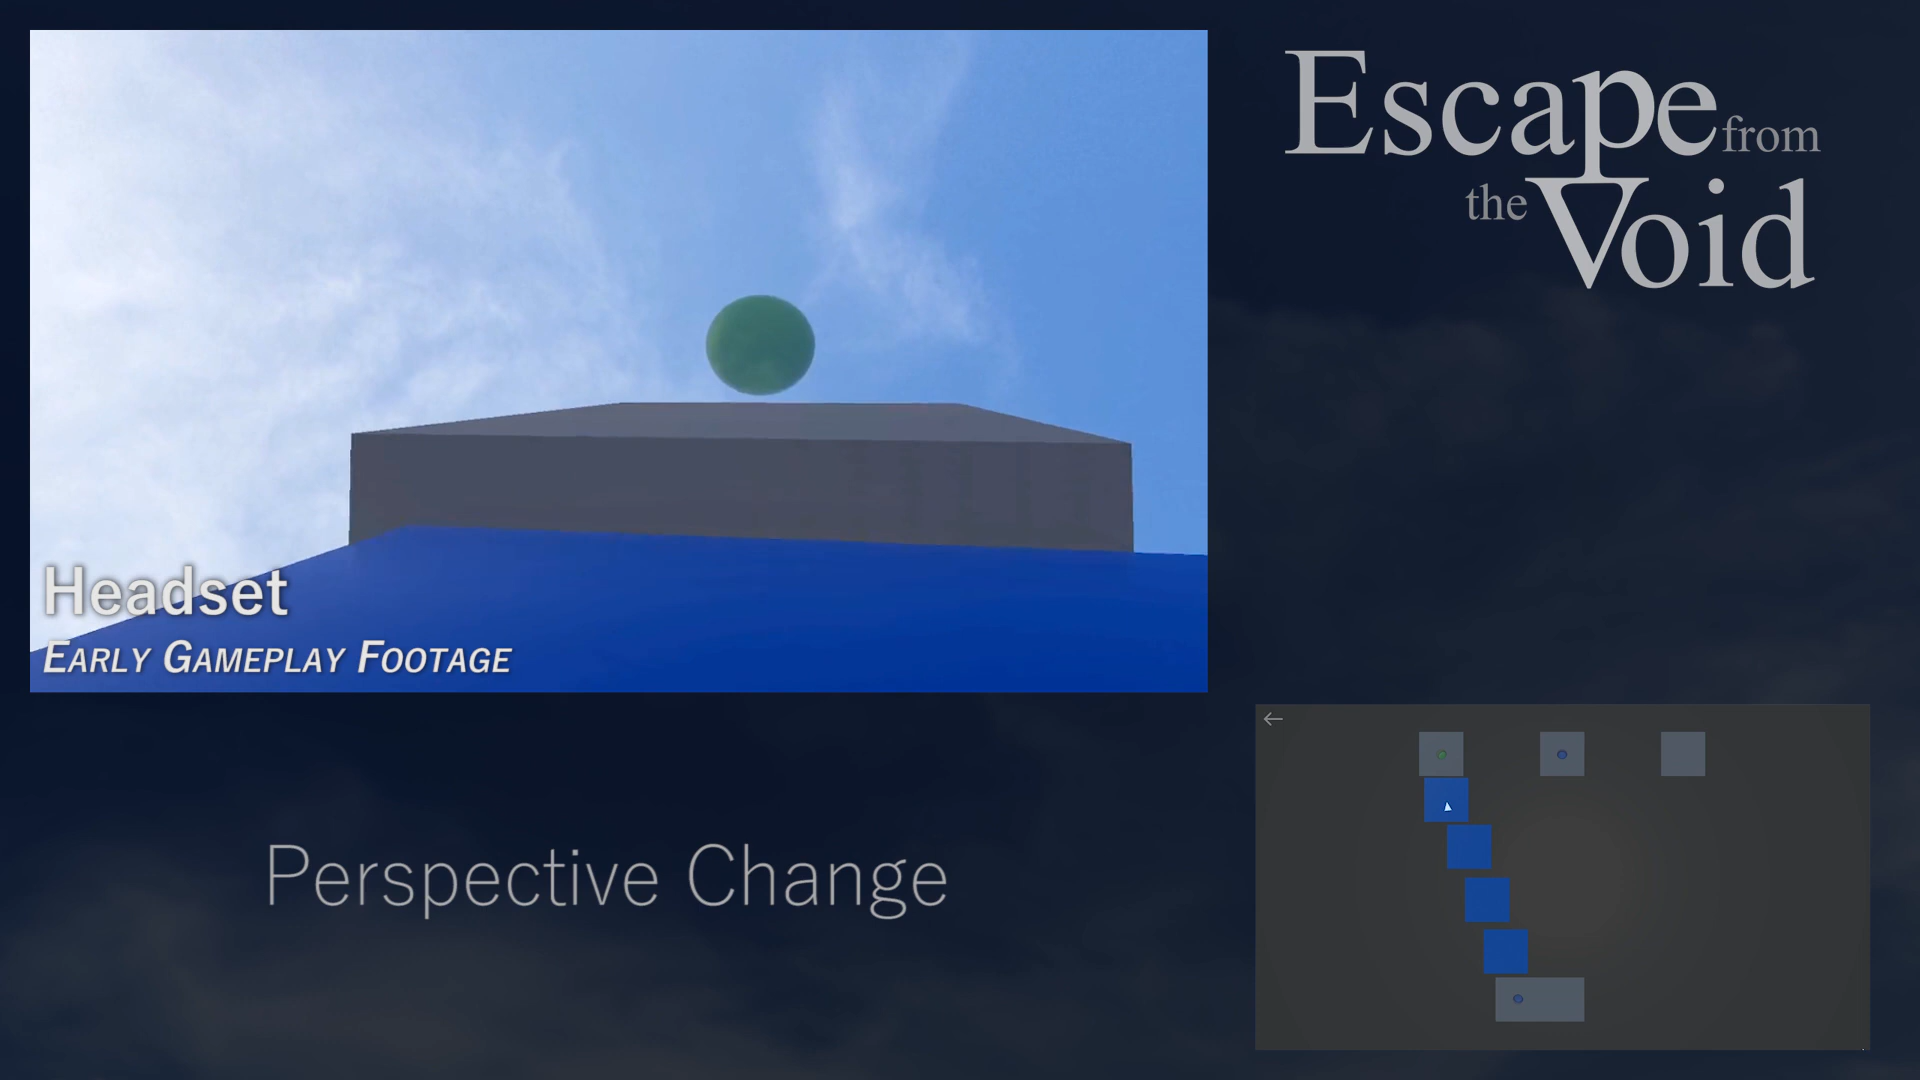 Escape from
the Void
Headset
EARLY GAMEPLAY FOOTAGE
Perspective Change